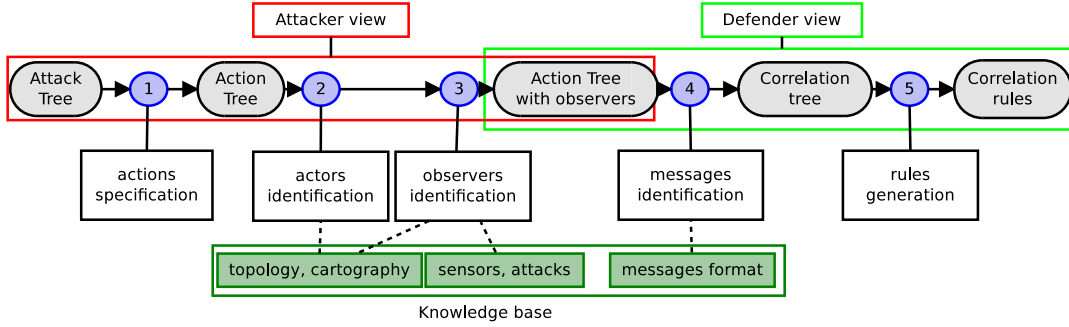 Attacker view
Defender view
Attack
Tree
1
Action
Tree
2
3
Action Tree
with observers
4
Correlation
tree
5
Correlation
rules
actions
specification
actors
identification
observers
identification
messages
identification
rules
generation
topology, cartography
sensors, attacks
messages format
Knowledge base